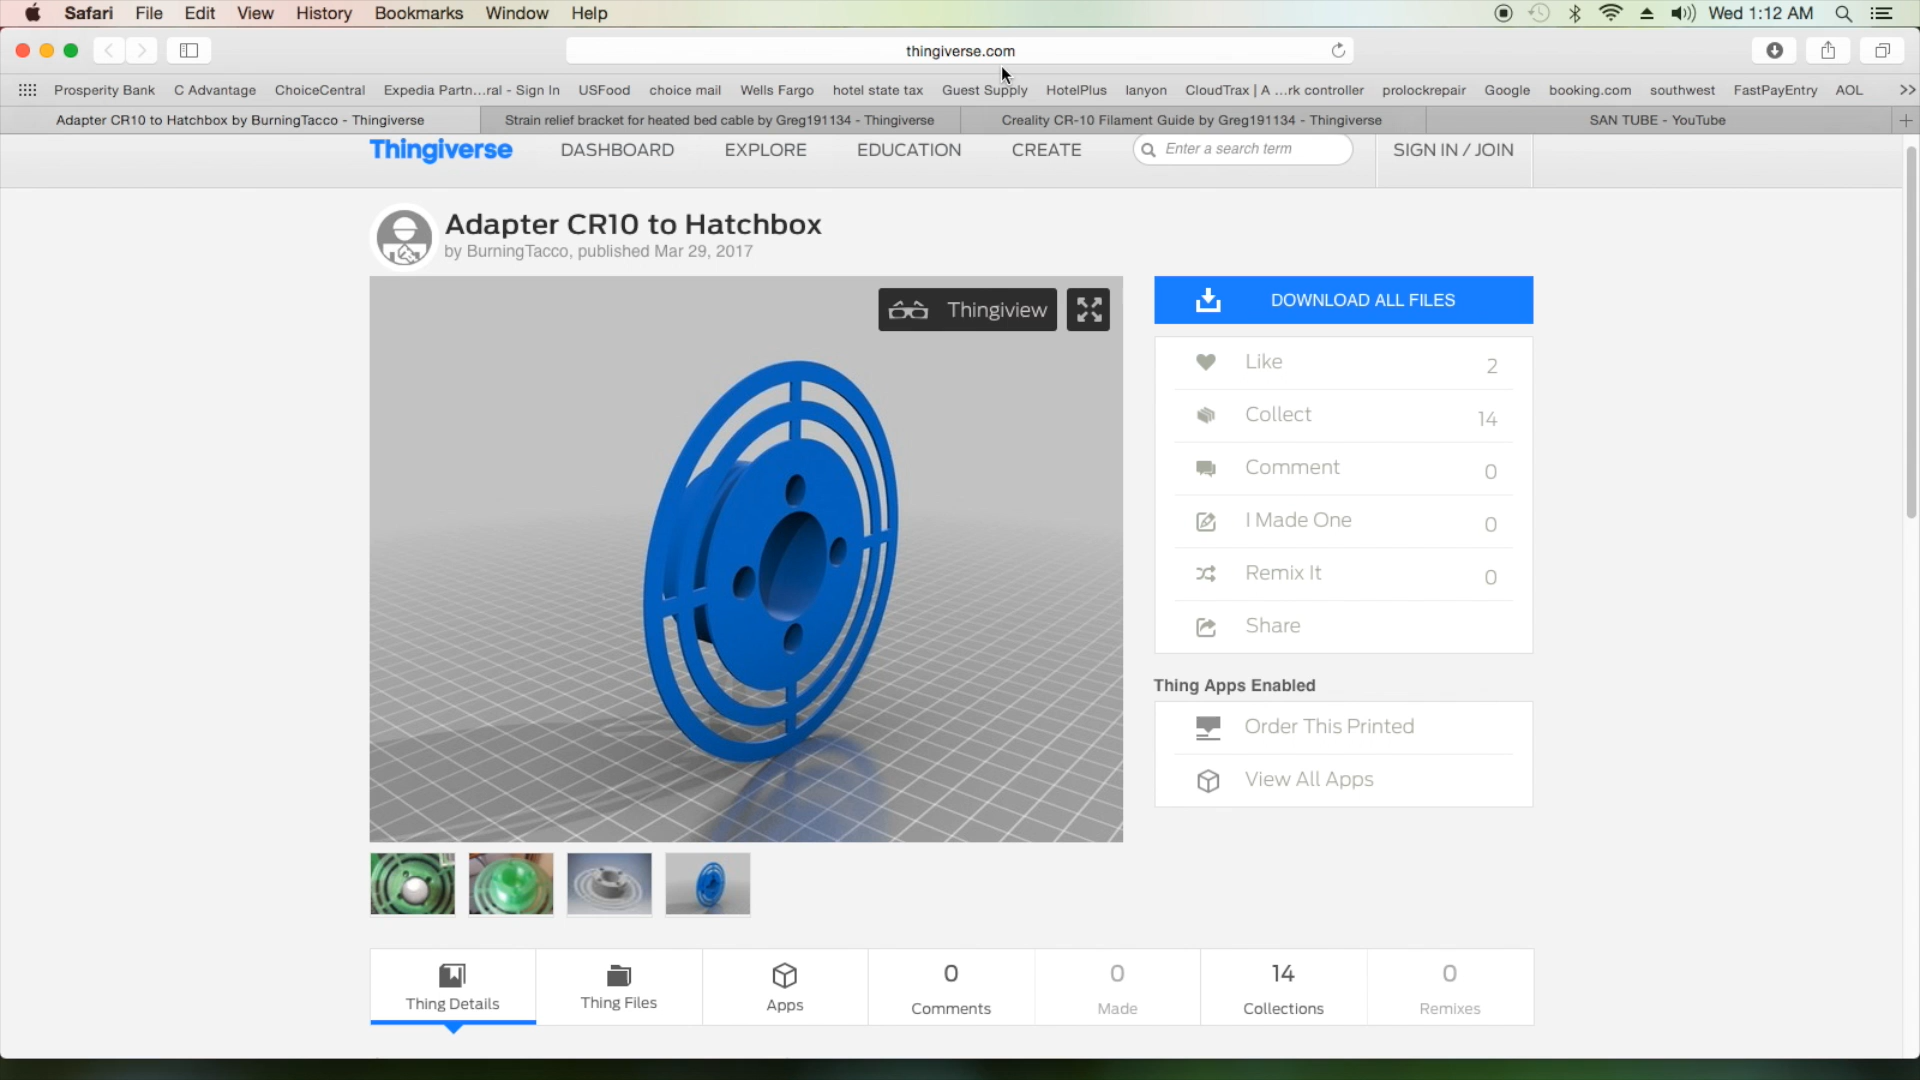 Safari File Edit View History Bookmarks Window Help Wed 1:12 AM
thingiverse.com
Prosperity Bank C Advantage ChoiceCentral Expedia Partn...ral - Sign In USFood choice mail Wells Fargo hotel state tax Guest Supply HotelPlus lanyon CloudTrax | A ...rk controller prolockrepair Google booking.com southwest FastPayEntry AOL >>
Adapter CR10 to Hatchbox by BurningTacco - Thingiverse Strain relief bracket for heated bed cable by Greg191134 - Thingiverse Creality CR-10 Filament Guide by Greg191134 - Thingiverse SAN TUBE - YouTube
Thingiverse DASHBOARD EXPLORE EDUCATION CREATE Enter a search term SIGN IN / JOIN
Adapter CR10 to Hatchbox
by BurningTacco, published Mar 29, 2017
Thingiview
DOWNLOAD ALL FILES
Like 2
Collect 14
Comment 0
I Made One 0
Remix It 0
Share
Thing Apps Enabled
Order This Printed
View All Apps
Thing Details
Thing Files
Apps
0
Comments
0
Made
14
Collections
0
Remixes